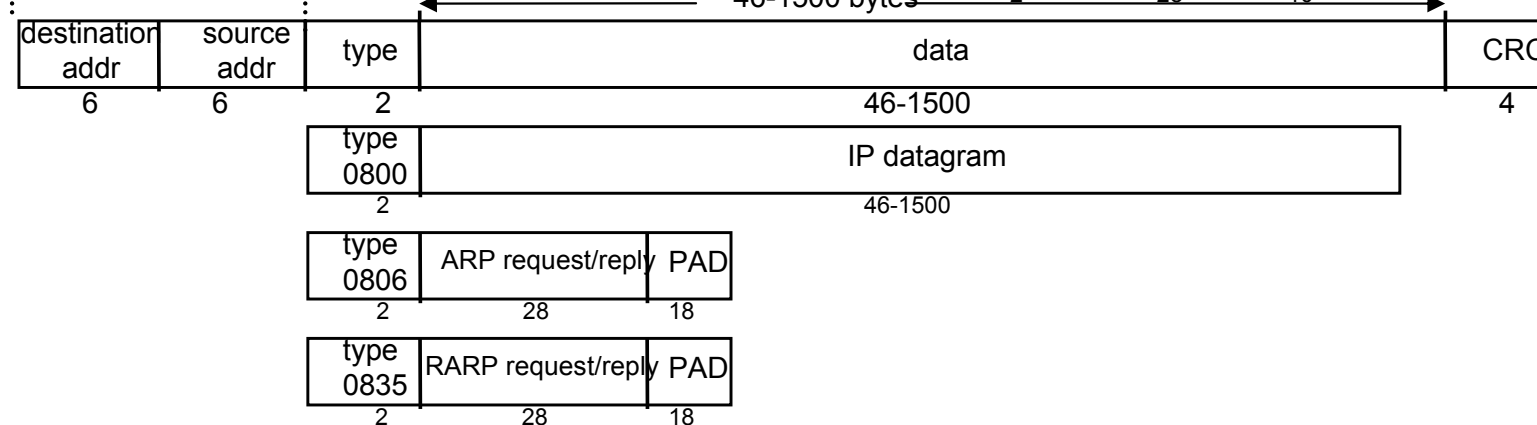 46-1500 bytes
destination addr
source addr
type
data
6
6
2
46-1500
4
type 0800
IP datagram
2
46-1500
type 0806
ARP request/reply
PAD
2
28
18
type 0835
RARP request/reply
PAD
2
28
18